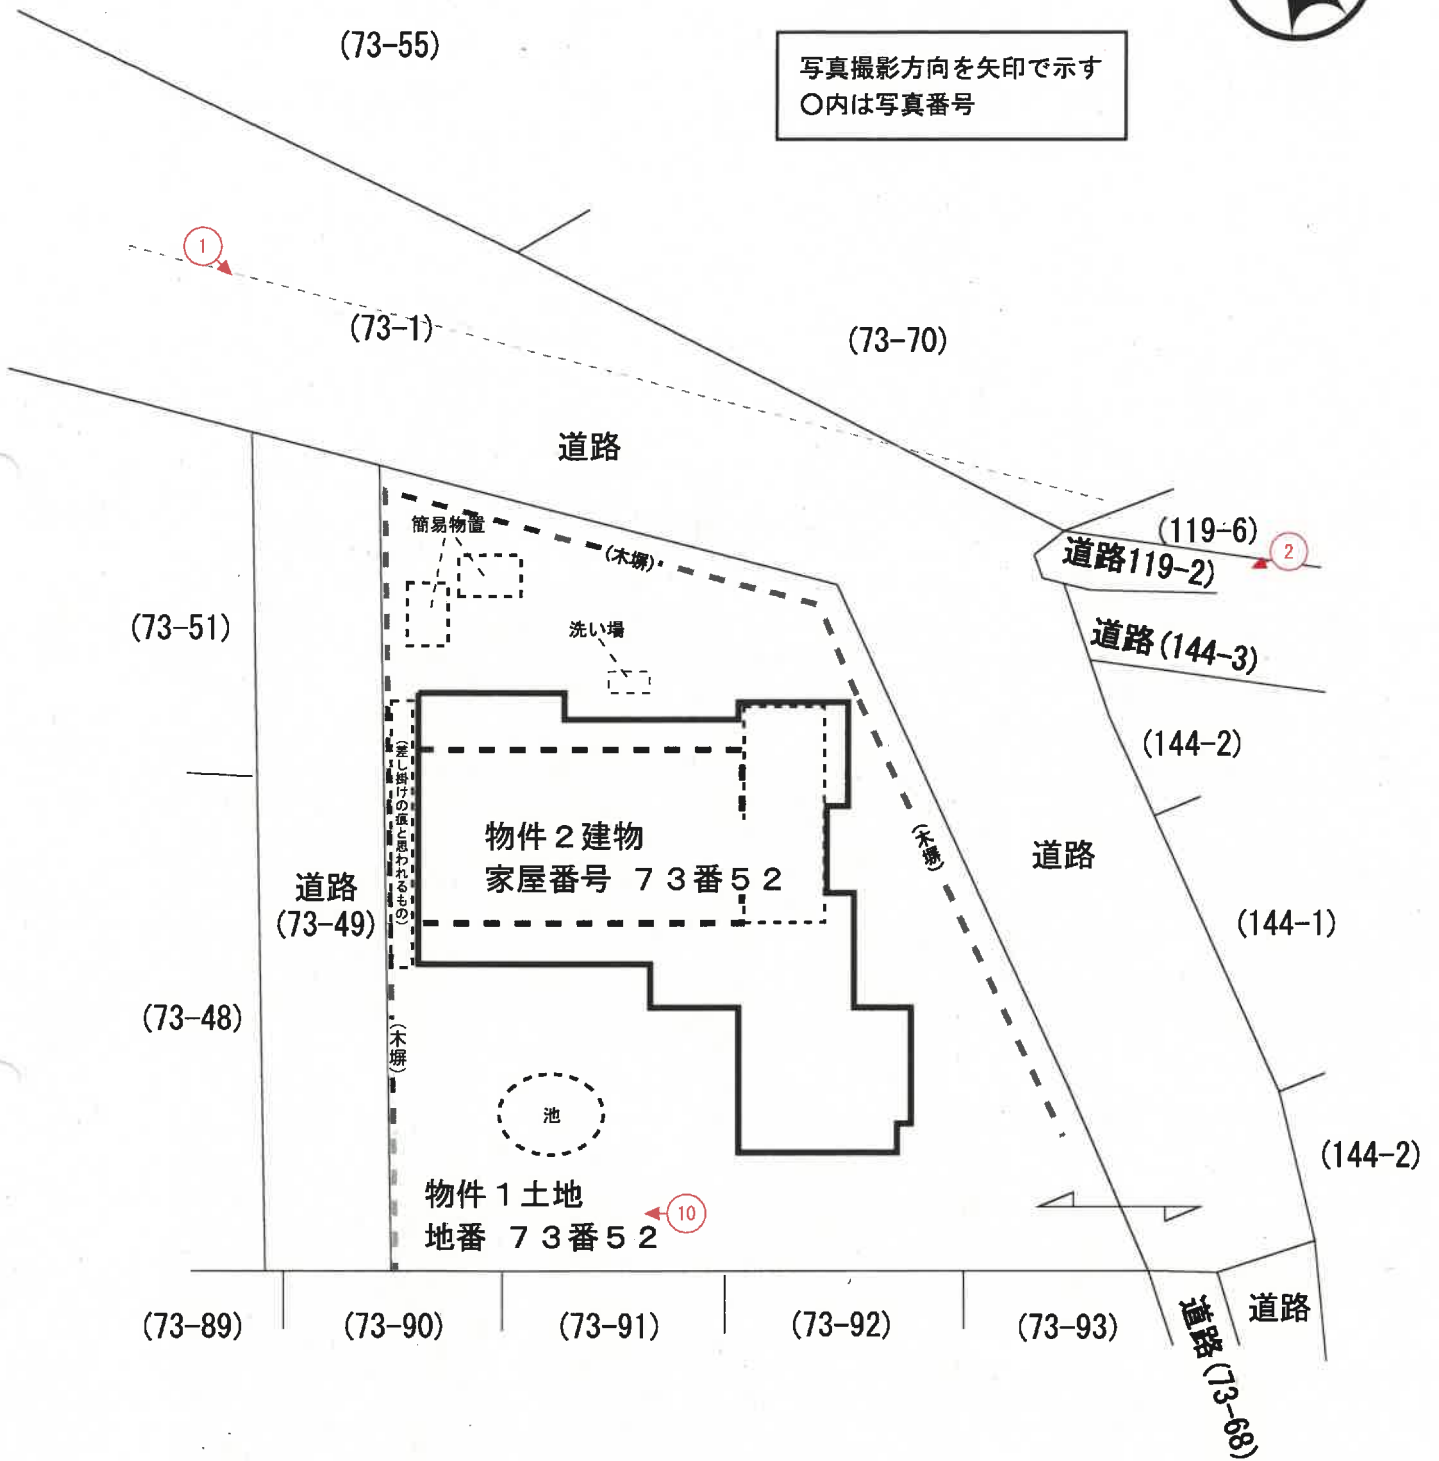 (73-55)
写真撮影方向を矢印で示す
〇内は写真番号
1
(73-1)
(73-70)
道路
簡易物置
(木塀)
(119-6)
2
道路119-2)
(73-51)
洗い場
道路(144-3)
(144-2)
(差し掛けの痕と思われるもの)
物件２建物
家屋番号 ７３番５２
(木塀)
道路
道路
(73-49)
(144-1)
(73-48)
(木塀)
池
(144-2)
物件１土地
地番 ７３番５２
10
(73-89)
(73-90)
(73-91)
(73-92)
(73-93)
道路(73-68)
道路